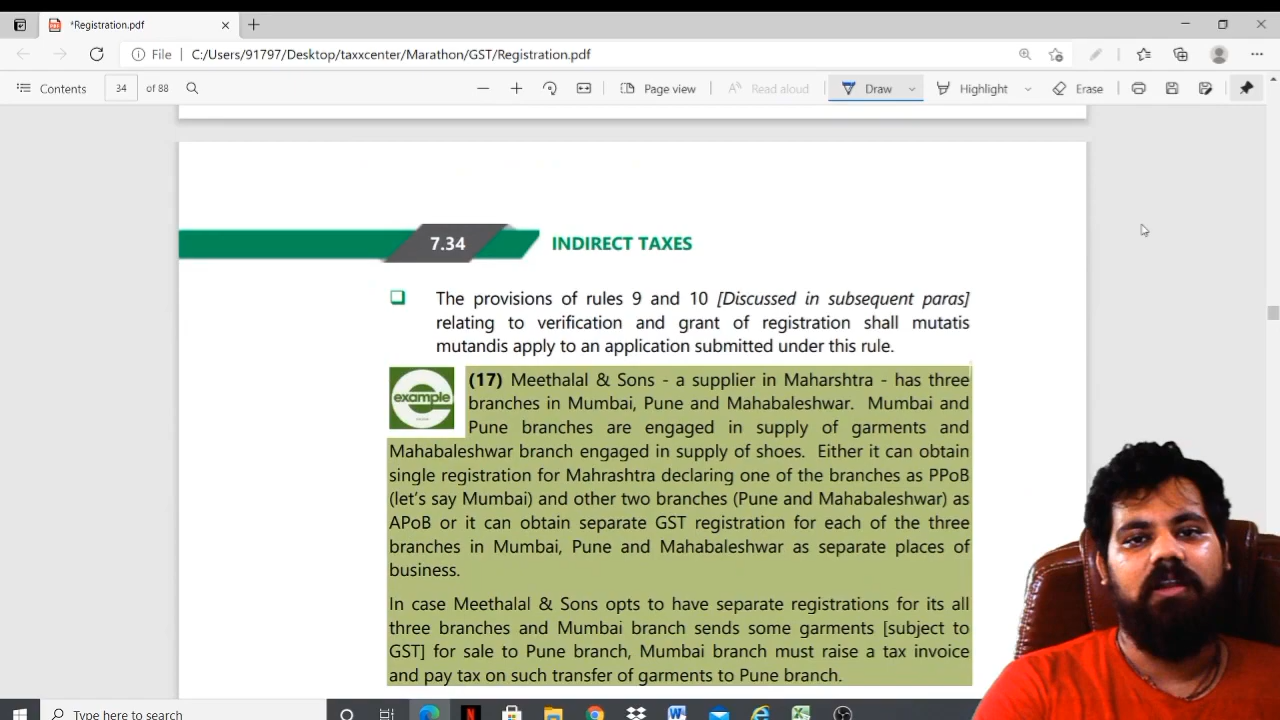 *Registration.pdf
File
C:/Users/91797/Desktop/taxxcenter/Marathon/GST/Registration.pdf
Contents
34
of 88
Page view
Read aloud
Draw
Highlight
Erase
7.34
INDIRECT TAXES
The provisions of rules 9 and 10 [Discussed in subsequent paras]
relating to verification and grant of registration shall mutatis
mutandis apply to an application submitted under this rule.
example
(17) Meethalal & Sons - a supplier in Maharshtra - has three
branches in Mumbai, Pune and Mahabaleshwar. Mumbai and
Pune branches are engaged in supply of garments and
Mahabaleshwar branch engaged in supply of shoes. Either it can obtain
single registration for Mahrashtra declaring one of the branches as PPoB
(let's say Mumbai) and other two branches (Pune and Mahabaleshwar) as
APoB or it can obtain separate GST registration for each of the three
branches in Mumbai, Pune and Mahabaleshwar as separate places of
business.
In case Meethalal & Sons opts to have separate registrations for its all
three branches and Mumbai branch sends some garments [subject to
GST] for sale to Pune branch, Mumbai branch must raise a tax invoice
and pay tax on such transfer of garments to Pune branch.
Type here to search